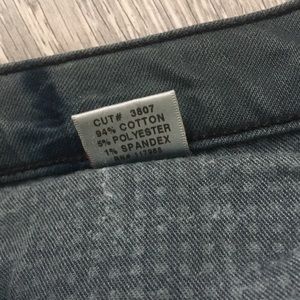 CUT# 3807
94% COTTON
5% POLYESTER
1% SPANDEX